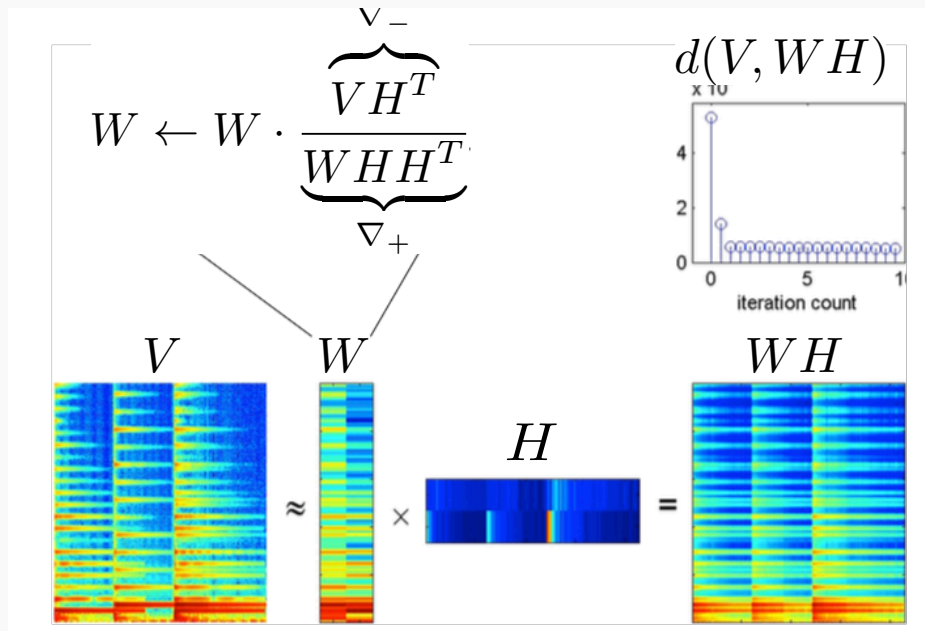 ∇−
W ← W · VH^T / WHH^T
∇+
d(V, WH)
4
2
0
0 5
iteration count
V
W
H
WH
≈
×
=